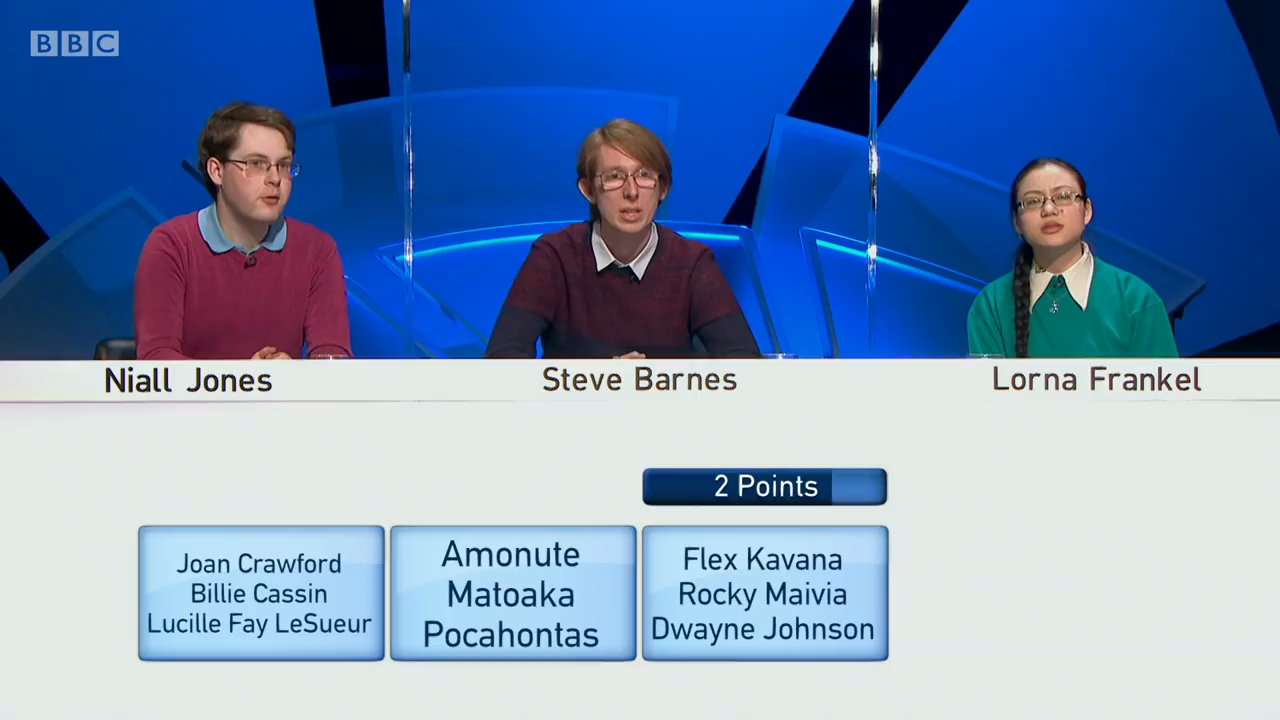 BBC
Niall Jones
Steve Barnes
Lorna Frankel
2 Points
Joan Crawford
Billie Cassin
Lucille Fay LeSueur
Amonute
Matoaka
Pocahontas
Flex Kavana
Rocky Maivia
Dwayne Johnson